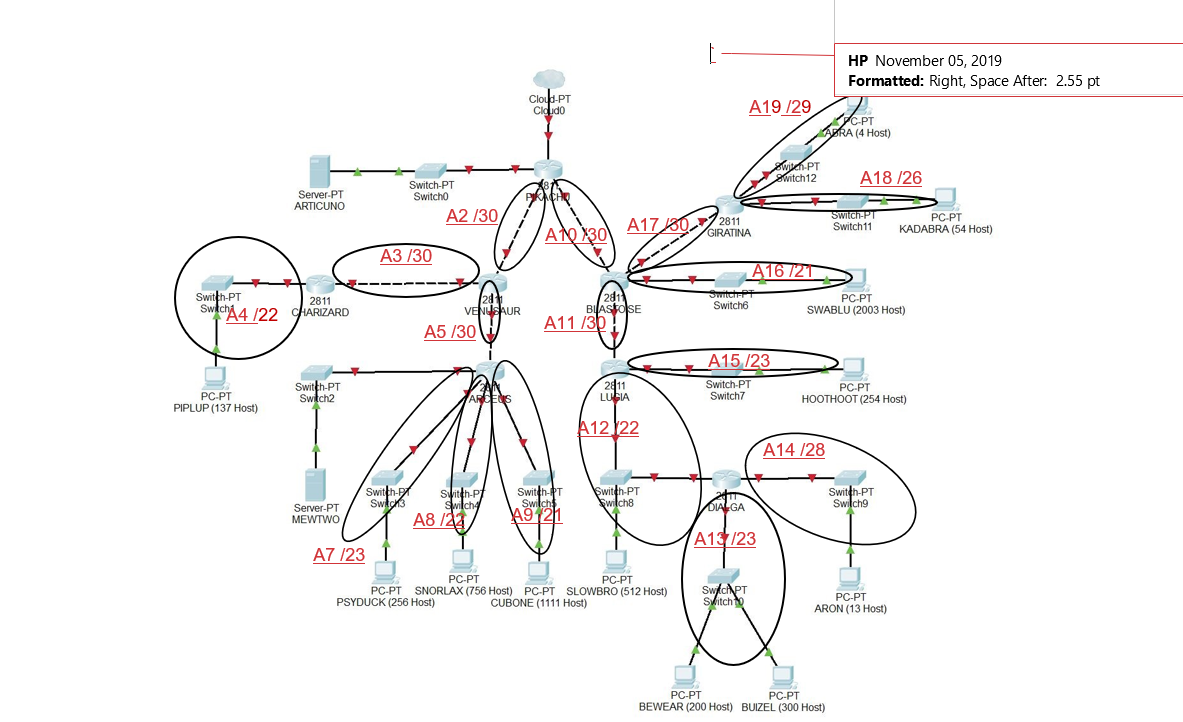 HP November 05, 2019
Formatted: Right, Space After: 2.55 pt
Cloud-PT
Cloud0
A19 /29
PC-PT
ABRA (4 Host)
Switch-PT
Switch12
A18 /26
Server-PT
ARTICUNO
Switch-PT
Switch0
2811
PIKACHU
A2 /30
A10 /30
A17 /30
2811
GIRATINA
Switch-PT
Switch11
PC-PT
KADABRA (54 Host)
A3 /30
A16 /21
Switch-PT
Switch1
A4 /22
2811
CHARIZARD
2811
VENUSAUR
2811
BLASTOISE
Switch-PT
Switch6
PC-PT
SWABLU (2003 Host)
A5 /30
A11 /30
A15 /23
PC-PT
PIPLUP (137 Host)
Switch-PT
Switch2
2811
ARCEUS
2811
LUGIA
Switch-PT
Switch7
PC-PT
HOOTHOOT (254 Host)
A12 /22
A14 /28
Server-PT
MEWTWO
Switch-PT
Switch3
Switch-PT
Switch4
Switch-PT
Switch5
Switch-PT
Switch8
2811
DIALGA
Switch-PT
Switch9
A7 /23
A8 /22
A9 /21
A13 /23
PC-PT
PSYDUCK (256 Host)
PC-PT
SNORLAX (756 Host)
PC-PT
CUBONE (1111 Host)
PC-PT
SLOWBRO (512 Host)
Switch-PT
Switch10
PC-PT
ARON (13 Host)
PC-PT
BEWEAR (200 Host)
PC-PT
BUIZEL (300 Host)